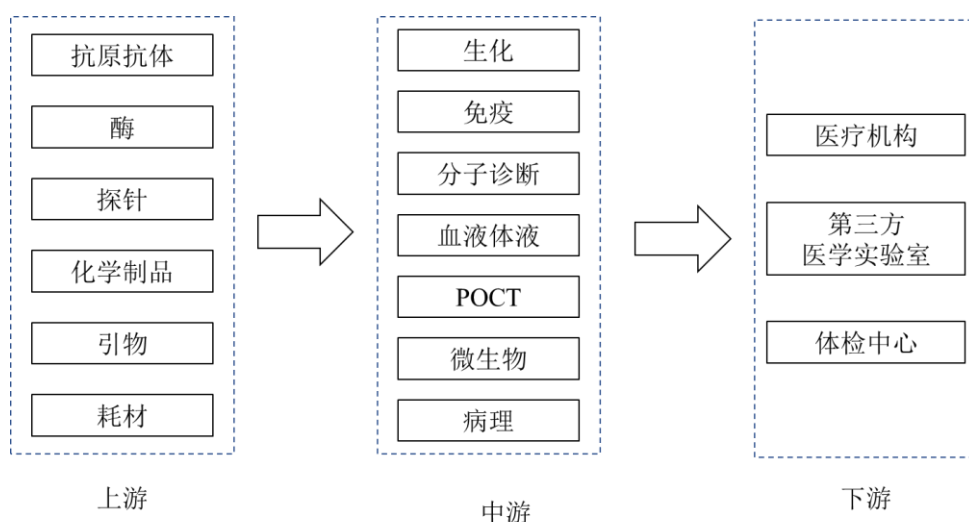 抗原抗体
酶
探针
化学制品
引物
耗材
上游
生化
免疫
分子诊断
血液体液
POCT
微生物
病理
中游
医疗机构
第三方
医学实验室
体检中心
下游